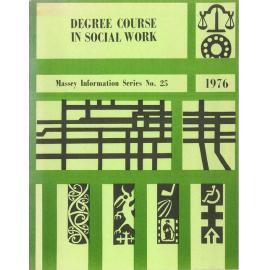 DEGREE COURSE
IN SOCIAL WORK
Massey Information Series No. 25
1976